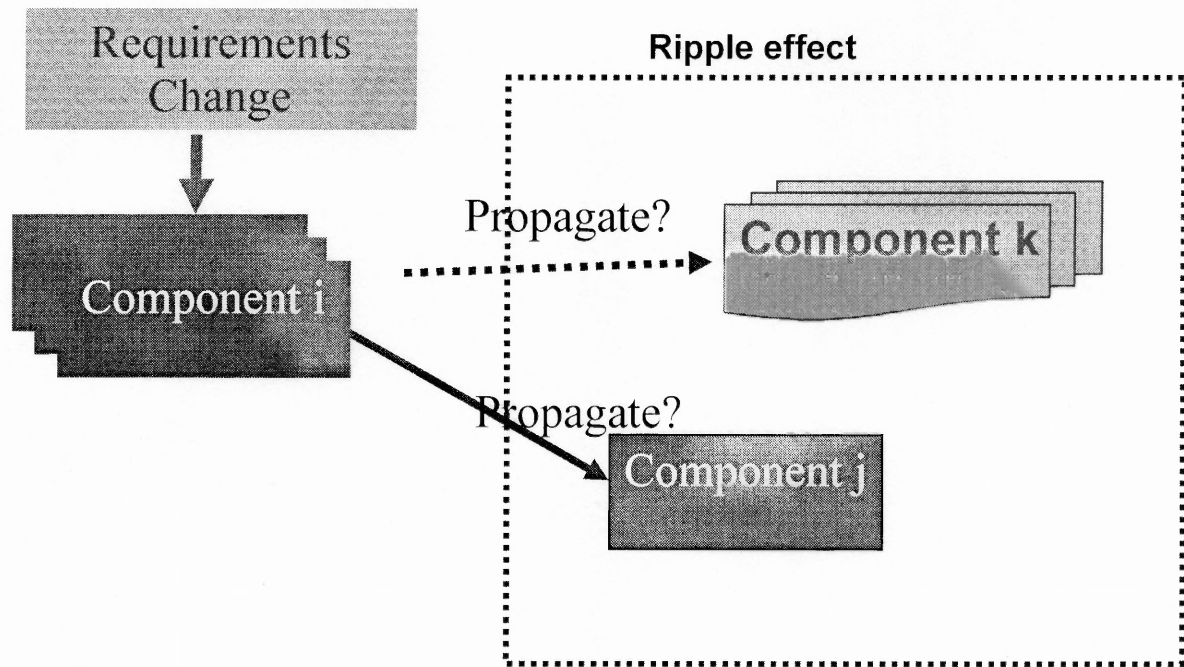 Requirements
Change
Ripple effect
Propagate?
Component k
Component i
Propagate?
Component j